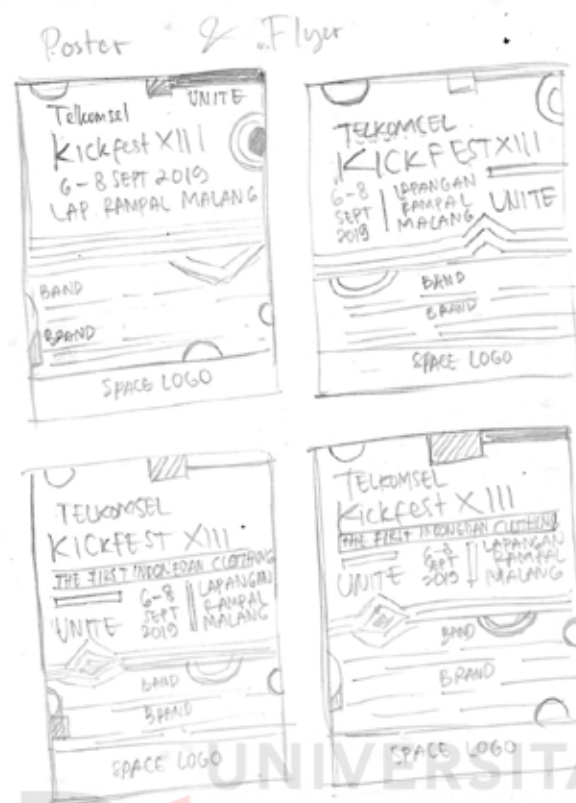 Poster & Flyer
UNITE
Telkomsel
Kickfest XIII
6-8 SEPT 2019
LAP. RAMPAL MALANG
BAND
BRAND
SPACE LOGO
TELKOMCEL
KICKFEST XIII
6-8 SEPT 2019
LAPANGAN RAMPAL MALANG
UNITE
BAND
BRAND
SPACE LOGO
TELKOMSEL
KICKFEST XIII
THE FIRST INDONESIAN CLOTHING
UNITE
6-8 SEPT 2019
LAPANGAN RAMPAL MALANG
BAND
BRAND
SPACE LOGO
TELKOMSEL
Kickfest XIII
THE FIRST INDONESIAN CLOTHING
UNITE
6-8 SEPT 2019
LAPANGAN RAMPAL MALANG
BAND
BRAND
SPACE LOGO
UNIVERSITA